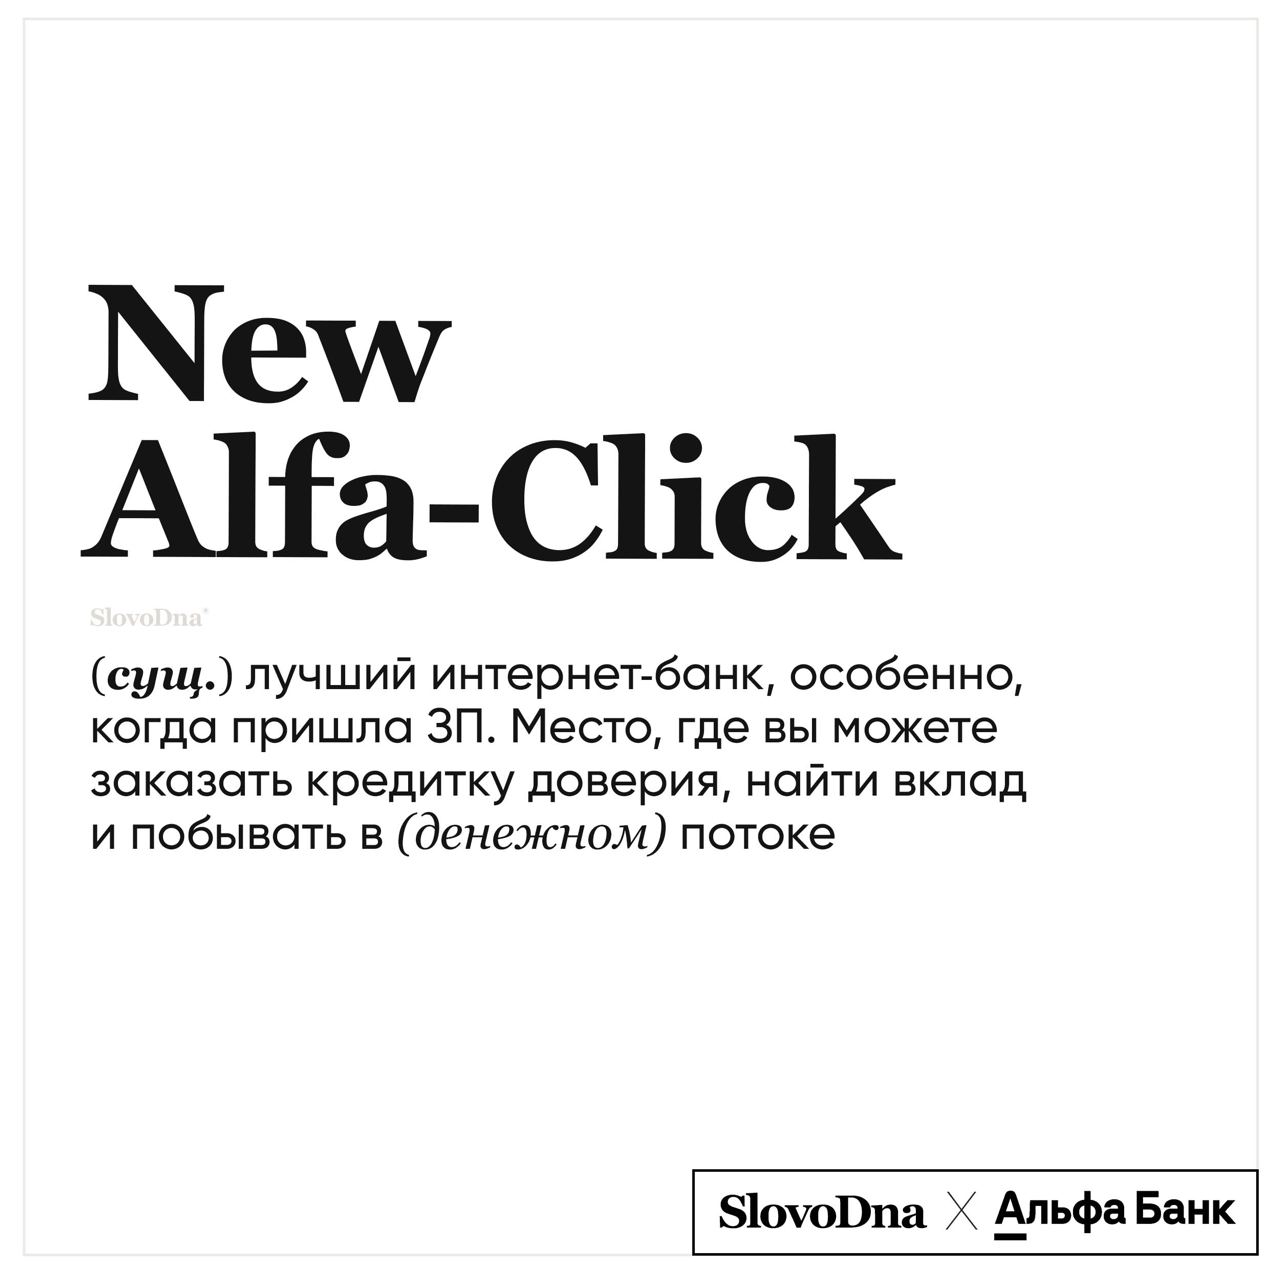 New
Alfa-Click
SlovoDna®
(сущ.) лучший интернет-банк, особенно,
когда пришла ЗП. Место, где вы можете
заказать кредитку доверия, найти вклад
и побывать в (денежном) потоке
SlovoDna X Альфа Банк